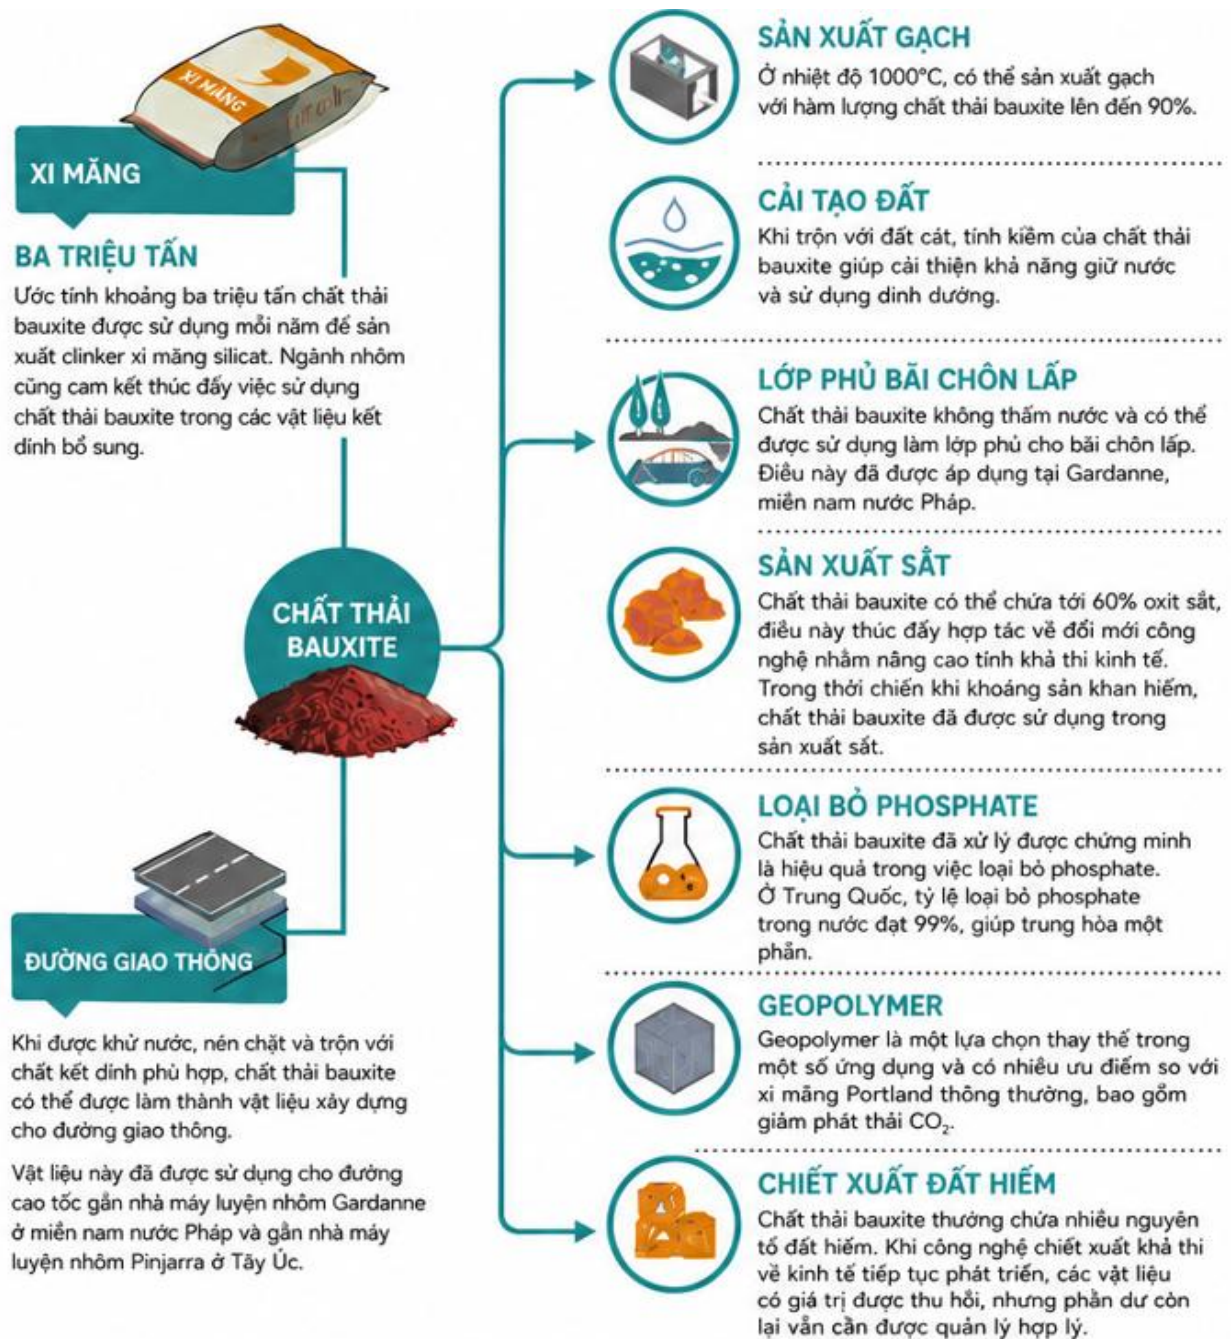 XI MĂNG
XI MĂNG
BA TRIỆU TẤN
Ước tính khoảng ba triệu tấn chất thải
bauxite được sử dụng mỗi năm để sản
xuất clinker xi măng silicat. Ngành nhôm
cũng cam kết thúc đẩy việc sử dụng
chất thải bauxite trong các vật liệu kết
dính bổ sung.
CHẤT THẢI
BAUXITE
ĐƯỜNG GIAO THÔNG
Khi được khử nước, nén chặt và trộn với
chất kết dính phù hợp, chất thải bauxite
có thể được làm thành vật liệu xây dựng
cho đường giao thông.
Vật liệu này đã được sử dụng cho đường
cao tốc gần nhà máy luyện nhôm Gardanne
ở miền nam nước Pháp và gần nhà máy
luyện nhôm Pinjarra ở Tây Úc.
SẢN XUẤT GẠCH
Ở nhiệt độ 1000°C, có thể sản xuất gạch
với hàm lượng chất thải bauxite lên đến 90%.
CẢI TẠO ĐẤT
Khi trộn với đất cát, tính kiềm của chất thải
bauxite giúp cải thiện khả năng giữ nước
và sử dụng dinh dưỡng.
LỚP PHỦ BÃI CHÔN LẤP
Chất thải bauxite không thấm nước và có thể
được sử dụng làm lớp phủ cho bãi chôn lấp.
Điều này đã được áp dụng tại Gardanne,
miền nam nước Pháp.
SẢN XUẤT SẮT
Chất thải bauxite có thể chứa tới 60% oxit sắt,
điều này thúc đẩy hợp tác về đổi mới công
nghệ nhằm nâng cao tính khả thi kinh tế.
Trong thời chiến khi khoáng sản khan hiếm,
chất thải bauxite đã được sử dụng trong
sản xuất sắt.
LOẠI BỎ PHOSPHATE
Chất thải bauxite đã xử lý được chứng minh
là hiệu quả trong việc loại bỏ phosphate.
Ở Trung Quốc, tỷ lệ loại bỏ phosphate
trong nước đạt 99%, giúp trung hòa một
phần.
GEOPOLYMER
Geopolymer là một lựa chọn thay thế trong
một số ứng dụng và có nhiều ưu điểm so với
xi măng Portland thông thường, bao gồm
giảm phát thải CO₂.
CHIẾT XUẤT ĐẤT HIẾM
Chất thải bauxite thường chứa nhiều nguyên
tố đất hiếm. Khi công nghệ chiết xuất khả thi
về kinh tế tiếp tục phát triển, các vật liệu
có giá trị được thu hồi, nhưng phần dư còn
lại vẫn cần được quản lý hợp lý.